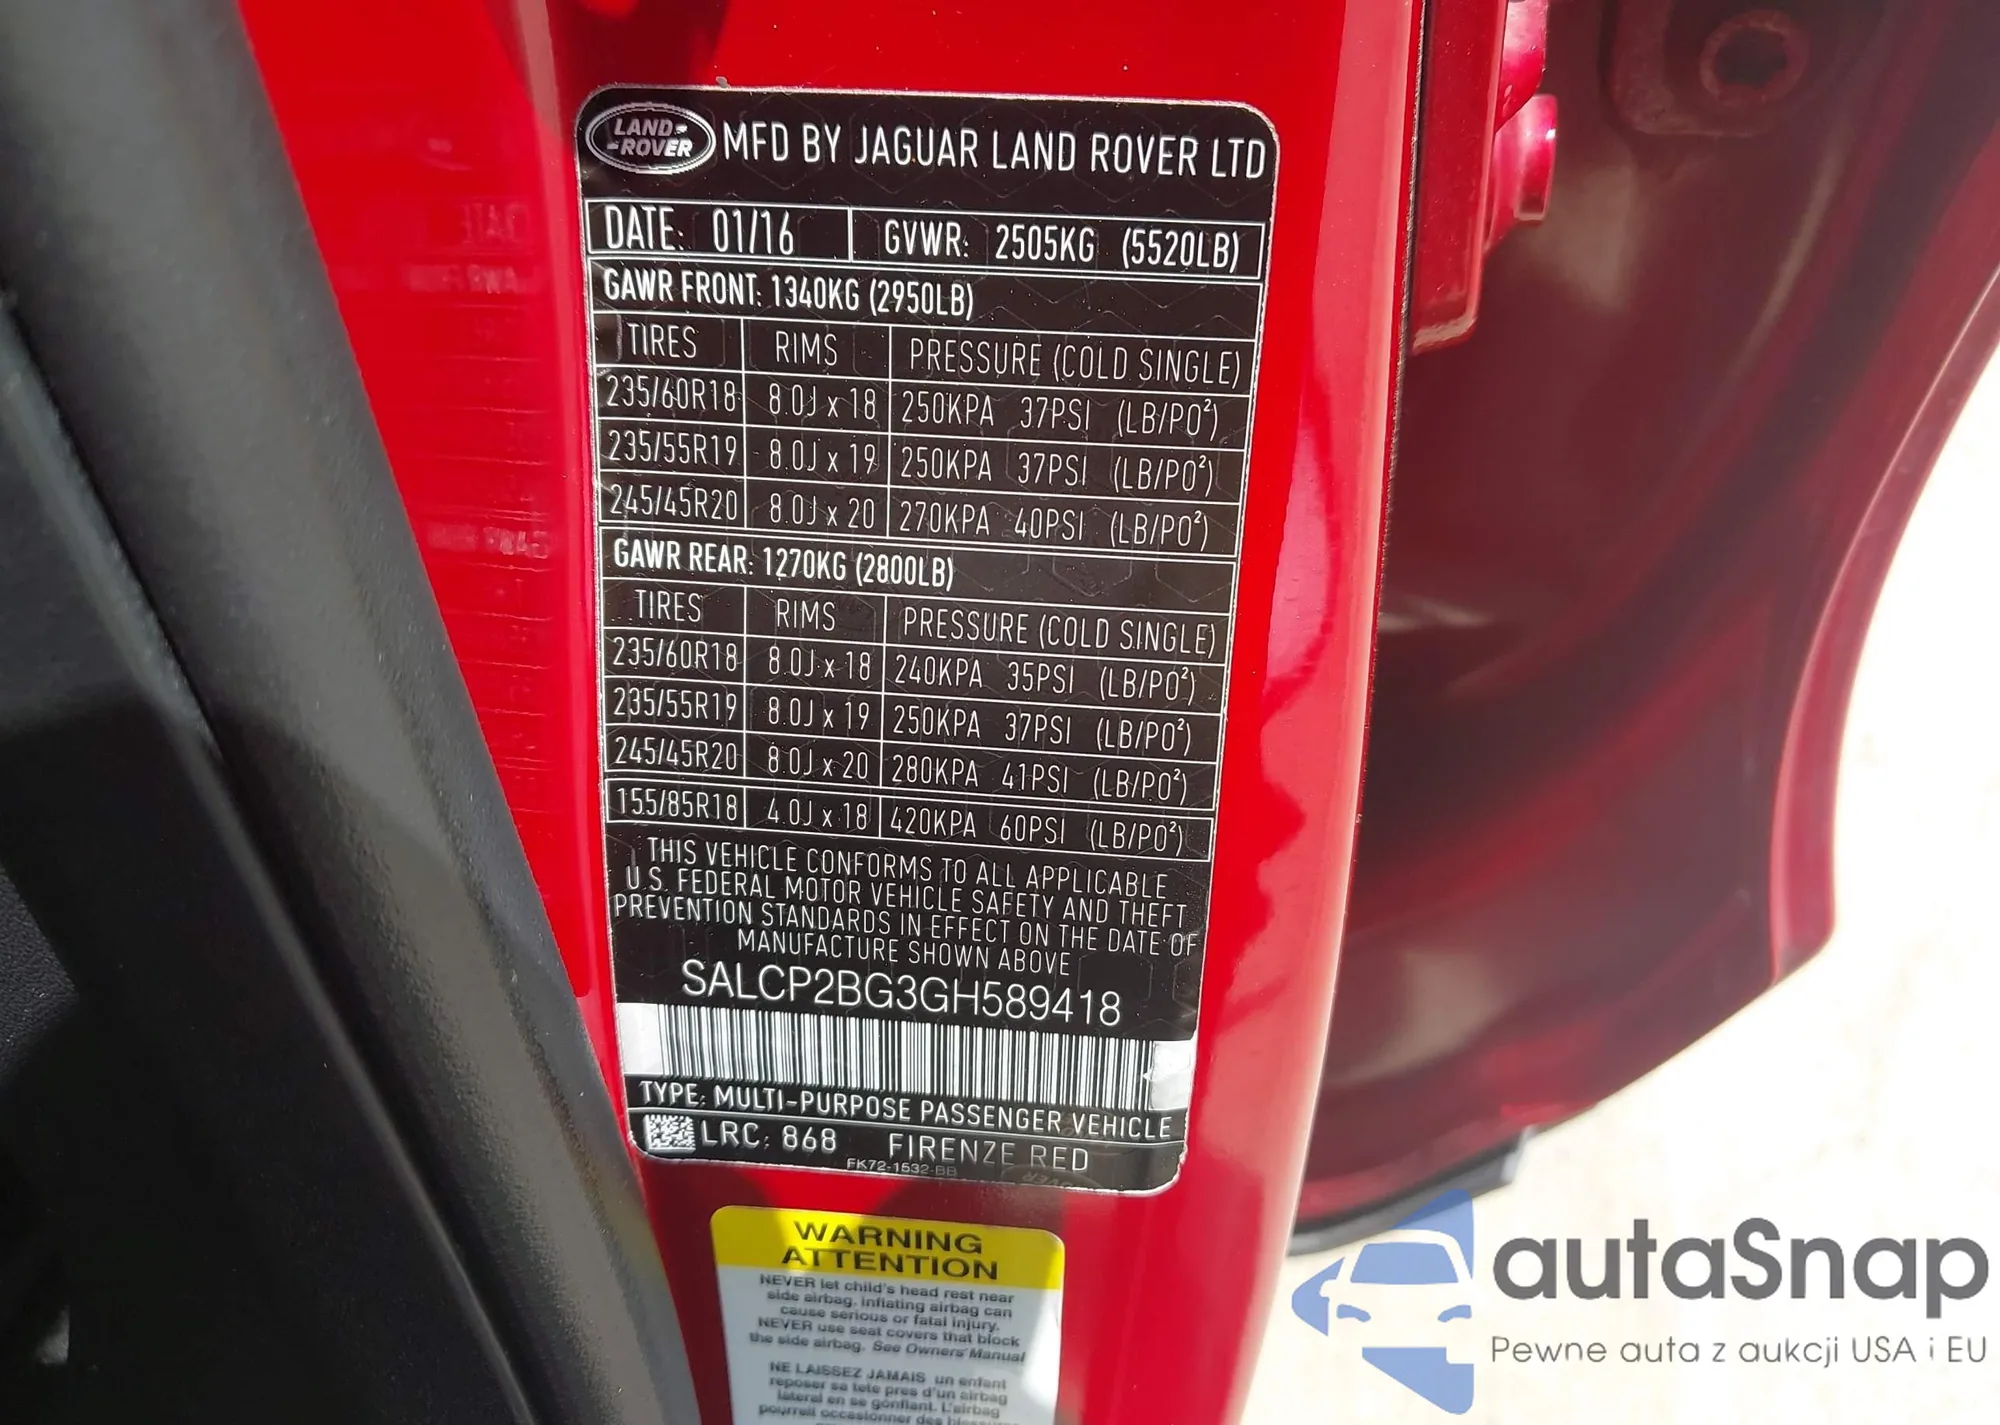 LAND-
-ROVER
MFD BY JAGUAR LAND ROVER LTD
DATE: 01/16 GVWR: 2505KG (5520LB)
GAWR FRONT: 1340KG (2950LB)
TIRES RIMS PRESSURE (COLD SINGLE)
235/60R18 8.0J x 18 250KPA 37PSI (LB/PO²)
235/55R19 8.0J x 19 250KPA 37PSI (LB/PO²)
245/45R20 8.0J x 20 270KPA 40PSI (LB/PO²)
GAWR REAR: 1270KG (2800LB)
TIRES RIMS PRESSURE (COLD SINGLE)
235/60R18 8.0J x 18 240KPA 35PSI (LB/PO²)
235/55R19 8.0J x 19 250KPA 37PSI (LB/PO²)
245/45R20 8.0J x 20 280KPA 41PSI (LB/PO²)
155/85R18 4.0J x 18 420KPA 60PSI (LB/PO²)
THIS VEHICLE CONFORMS TO ALL APPLICABLE
U.S. FEDERAL MOTOR VEHICLE SAFETY AND THEFT
PREVENTION STANDARDS IN EFFECT ON THE DATE OF
MANUFACTURE SHOWN ABOVE
SALCP2BG3GH589418
TYPE: MULTI-PURPOSE PASSENGER VEHICLE
LRC: 868 FIRENZE RED
FK72-1532-BB
WARNING
ATTENTION
NEVER let child's head rest near
side airbag, inflating airbag can
cause serious or fatal injury.
NEVER use seat covers that block
the side airbag. See Owners' Manual
NE LAISSEZ JAMAIS un enfant
reposer sa tete pres d'un airbag
lateral en se gonflant. L'airbag
pourrait occasionner des blessures
autaSnap
Pewne auta z aukcji USA i EU